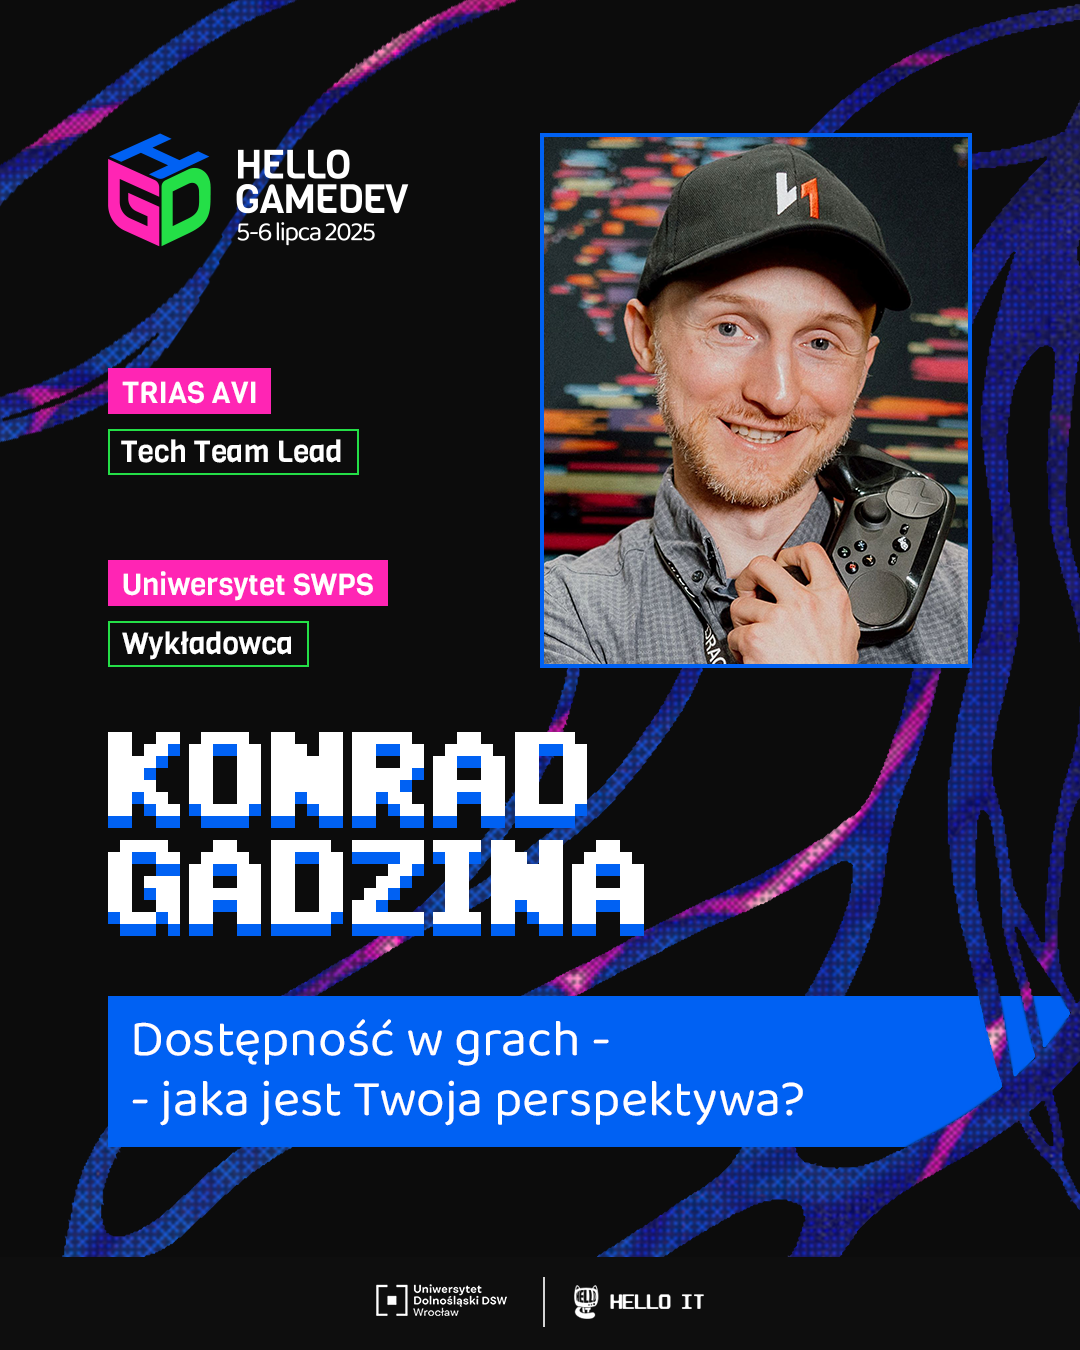 HELLO
GAMEDEV
5-6 lipca 2025
TRIAS AVI
Tech Team Lead
Uniwersytet SWPS
Wykładowca
KONRAD
GADZINA
Dostępność w grach -
- jaka jest Twoja perspektywa?
Uniwersytet
Dolnośląski DSW
Wrocław
HELLO IT